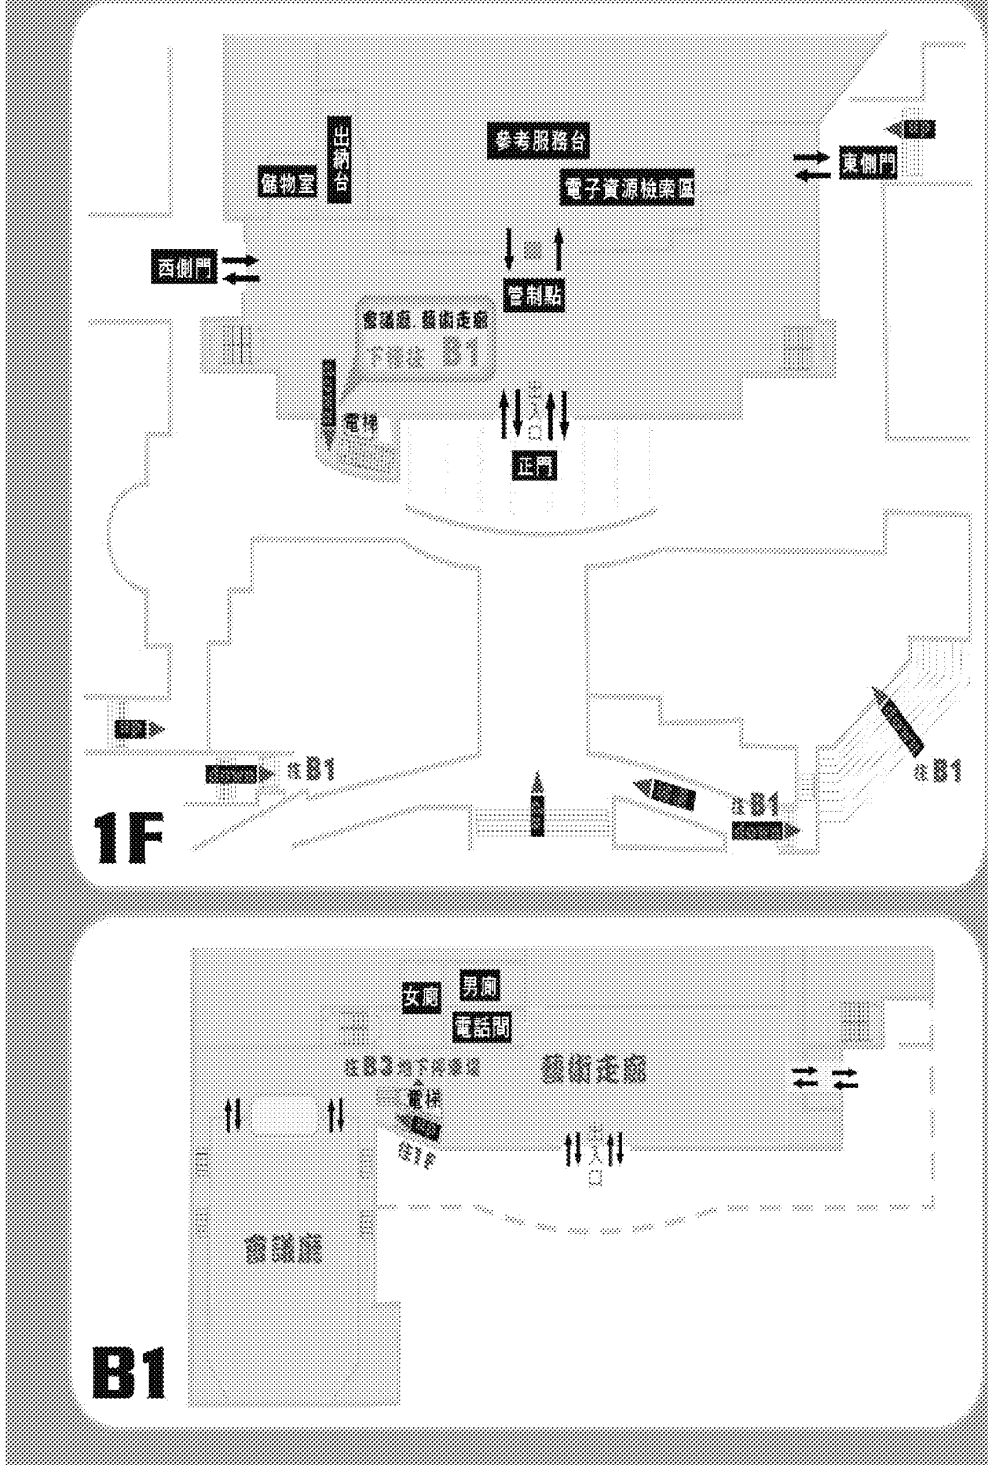 出納台
參考服務台
儲物室
電子資源檢索區
東側門
西側門
管制點
會議廳.藝術走廊
下樓往 B1
電梯
出入口
正門
往B1
down
往B1
往B1
down
1F
女廁
男廁
電話間
往B3地下停車場
藝術走廊
電梯
往1F
出入口
會議廳
B1